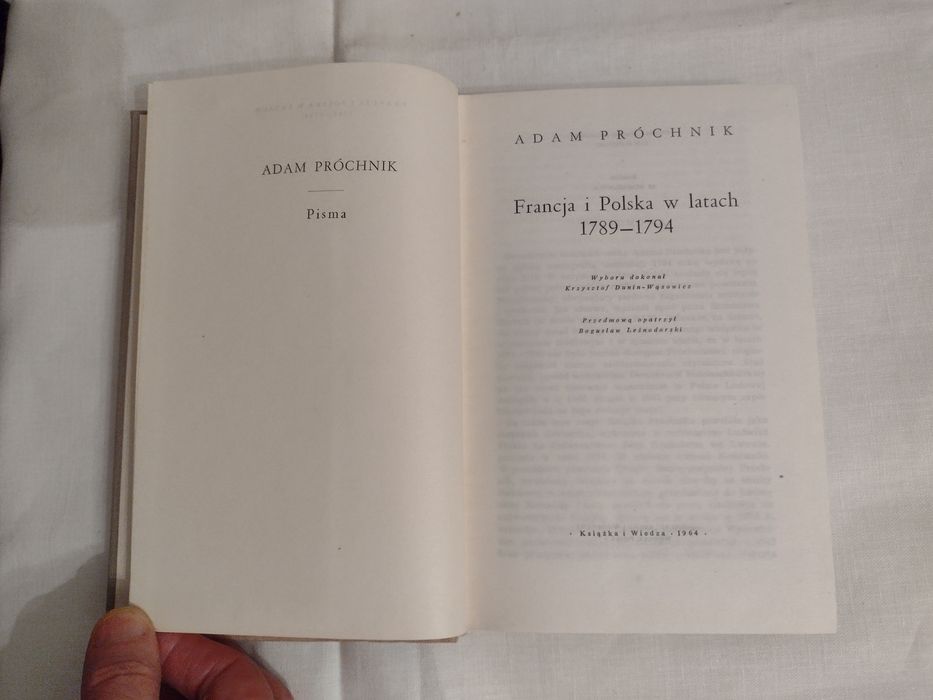 ADAM PRÓCHNIK
Pisma
ADAM PRÓCHNIK
Francja i Polska w latach
1789—1794
Wyboru dokonał
Krzysztof Dunin-Wąsowicz
Przedmową opatrzył
Bogusław Leśnodorski
· Książka i Wiedza · 1964 ·